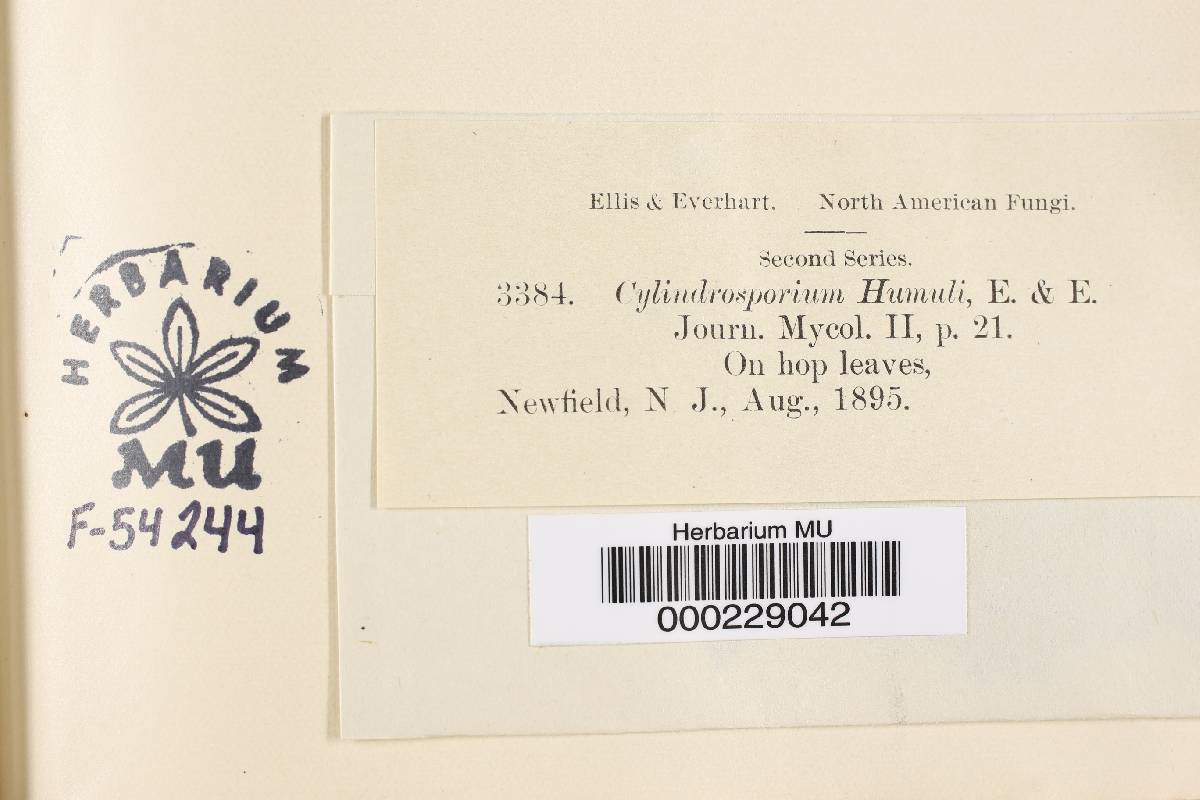 Ellis & Everhart. North American Fungi.
Second Series.
3384. Cylindrosporium Humuli, E. & E.
Journ. Mycol. II, p. 21.
On hop leaves,
Newfield, N J., Aug., 1895.
HERBARIUM
MU
F-54244
Herbarium MU
000229042